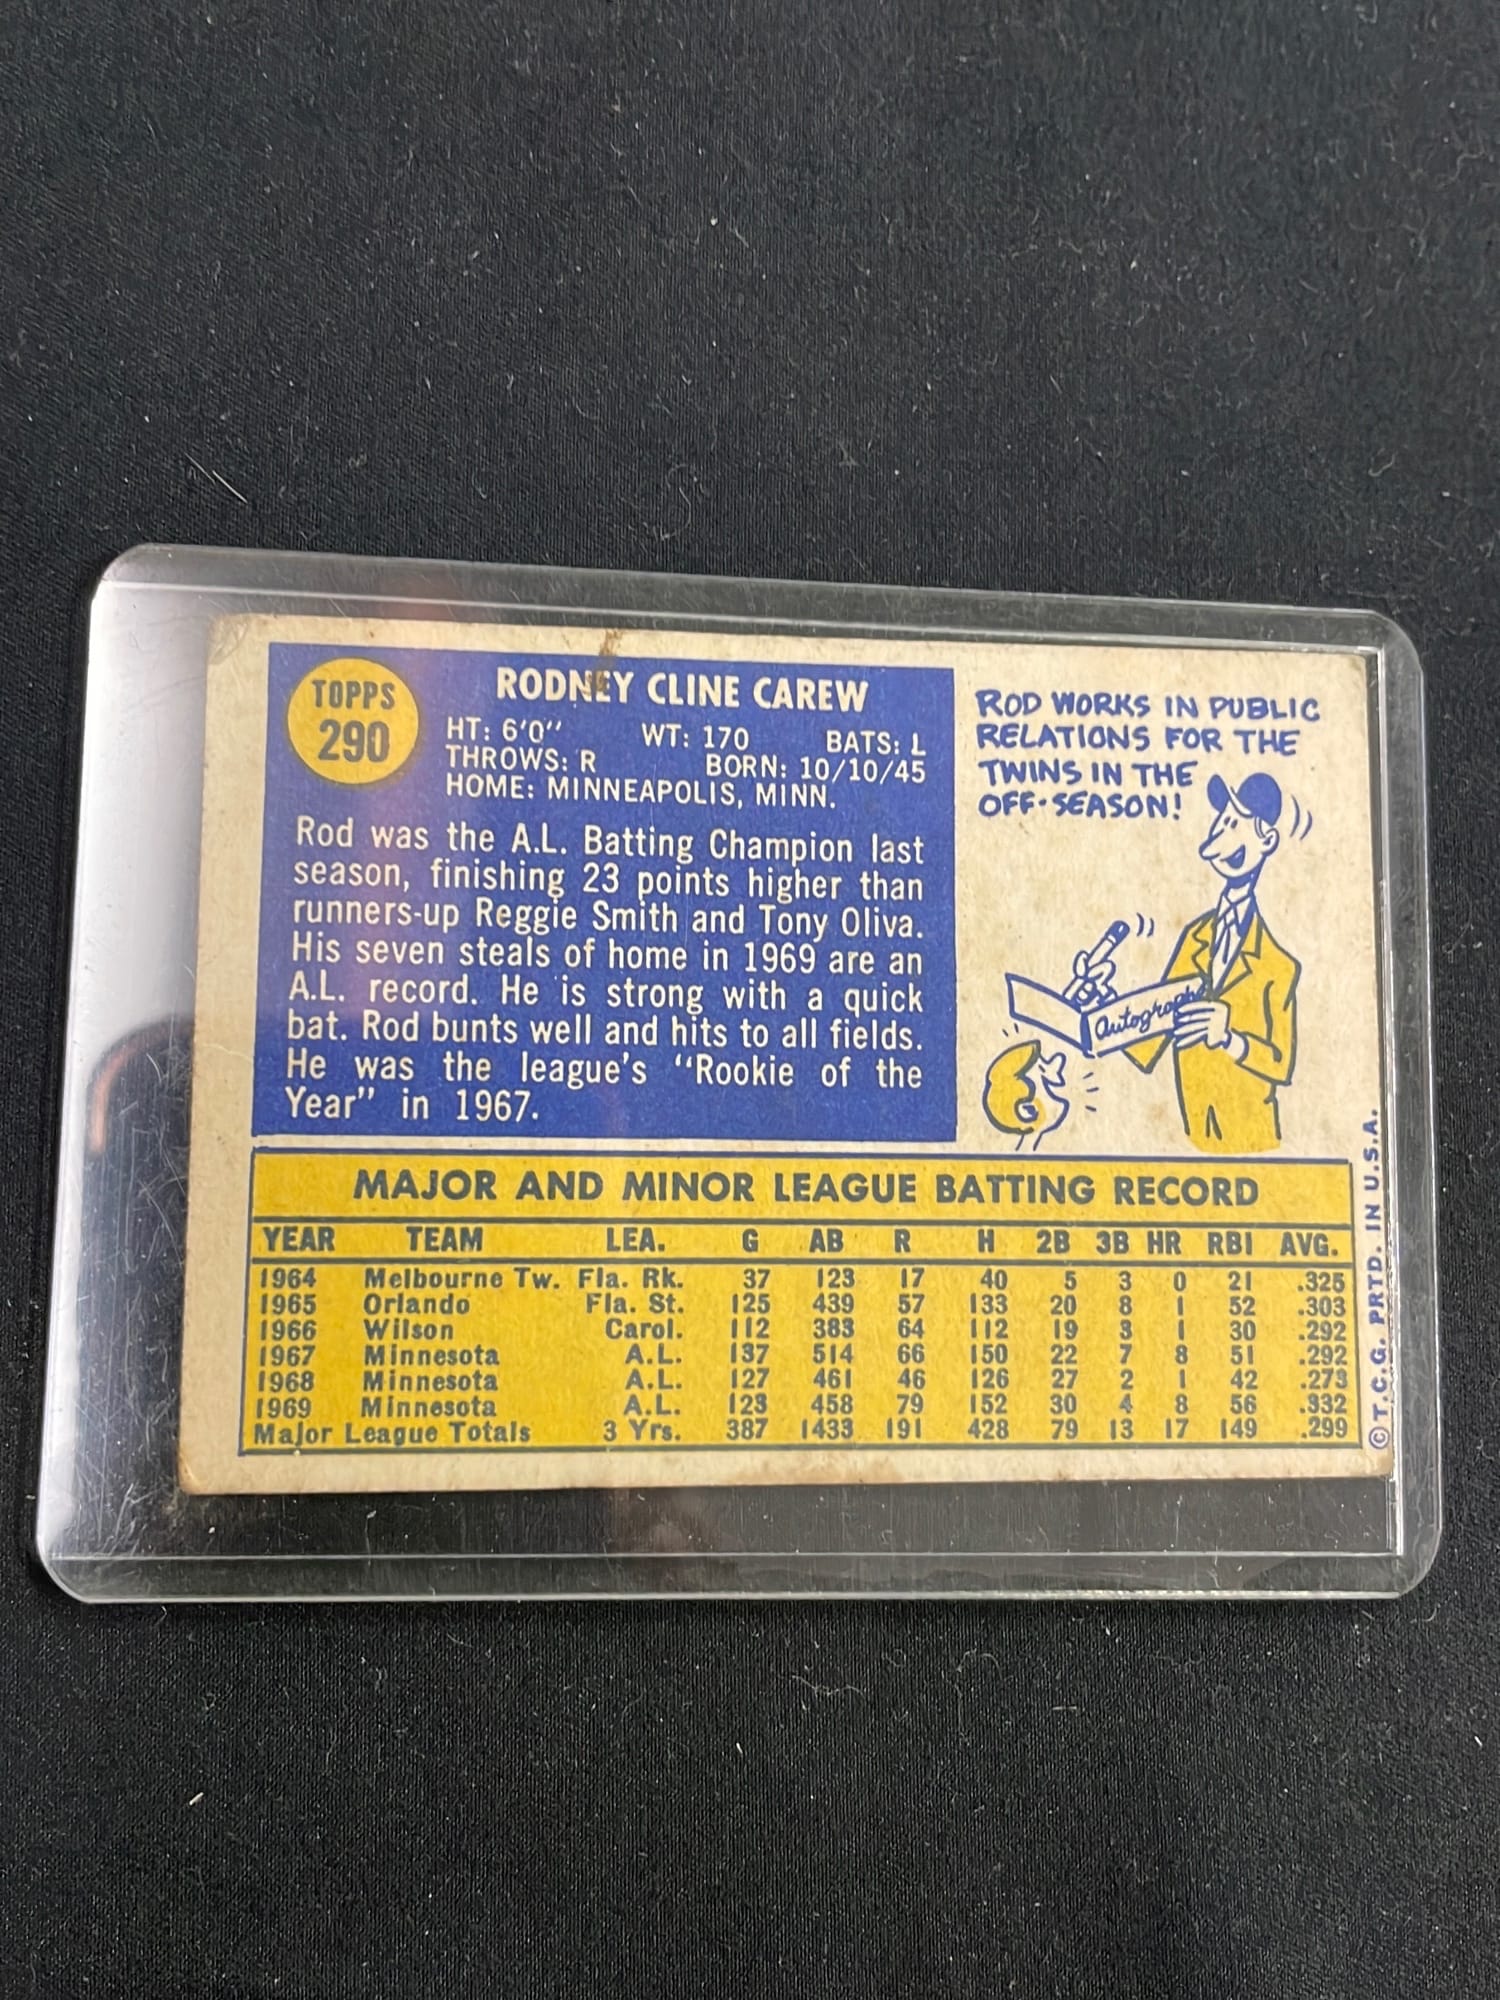 TOPPS
290
RODNEY CLINE CAREW
HT: 6'0" WT: 170 BATS: L
THROWS: R BORN: 10/10/45
HOME: MINNEAPOLIS, MINN.
Rod was the A.L. Batting Champion last
season, finishing 23 points higher than
runners-up Reggie Smith and Tony Oliva.
His seven steals of home in 1969 are an
A.L. record. He is strong with a quick
bat. Rod bunts well and hits to all fields.
He was the league's "Rookie of the
Year" in 1967.
ROD WORKS IN PUBLIC
RELATIONS FOR THE
TWINS IN THE
OFF-SEASON!
Autographs
MAJOR AND MINOR LEAGUE BATTING RECORD
YEAR TEAM LEA. G AB R H 2B 3B HR RBI AVG.
1964 Melbourne Tw. Fla. Rk. 37 123 17 40 5 3 0 21 .325
1965 Orlando Fla. St. 125 439 57 133 20 8 1 52 .303
1966 Wilson Carol. 112 383 64 112 19 3 1 30 .292
1967 Minnesota A.L. 137 514 66 150 22 7 8 51 .292
1968 Minnesota A.L. 127 461 46 126 27 2 1 42 .273
1969 Minnesota A.L. 123 458 79 152 30 4 8 56 .332
Major League Totals 3 Yrs. 387 1433 191 428 79 13 17 149 .299
© T.C.G. PRTD. IN U.S.A.